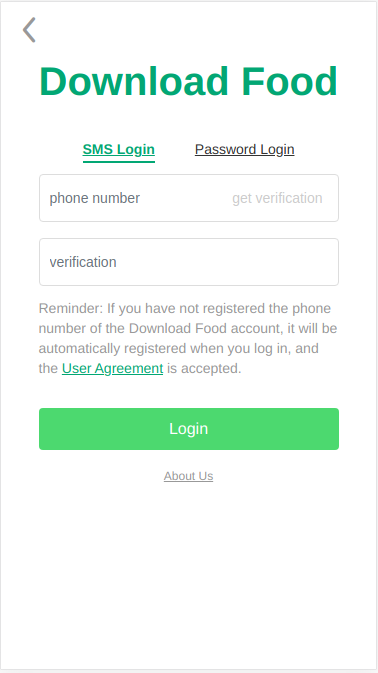 Download Food
SMS Login Password Login
phone number get verification
verification
Reminder: If you have not registered the phone
number of the Download Food account, it will be
automatically registered when you log in, and
the User Agreement is accepted.
Login
About Us